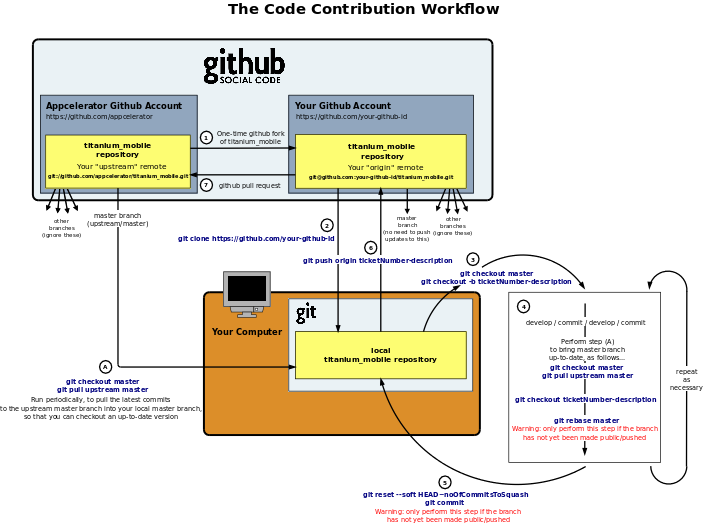 The Code Contribution Workflow
github
SOCIAL CODE
Appcelerator Github Account
https://github.com/appcelerator
titanium_mobile
repository
Your "upstream" remote
git://github.com/appcelerator/titanium_mobile.git
1
One-time github fork
of titanium_mobile
7
github pull request
Your Github Account
https://github.com/your-github-id
titanium_mobile
repository
Your "origin" remote
git@github.com:your-github-id/titanium_mobile.git
other
branches
(ignore these)
master branch
(upstream/master)
master
branch
(no need to push
updates to this)
other
branches
(ignore these)
2
git clone https://github.com/your-github-id
6
git push origin ticketNumber-description
3
git checkout master
git checkout -b ticketNumber-description
Your Computer
git
local
titanium_mobile repository
A
git checkout master
git pull upstream master
Run periodically, to pull the latest commits
to the upstream master branch into your local master branch,
so that you can checkout an up-to-date version
4
develop / commit / develop / commit
Perform step (A)
to bring master branch
up-to-date, as follows...
git checkout master
git pull upstream master
git checkout ticketNumber-description
git rebase master
Warning: only perform this step if the branch
has not yet been made public/pushed
repeat
as
necessary
5
git reset --soft HEAD~noOfCommitsToSquash
git commit
Warning: only perform this step if the branch
has not yet been made public/pushed